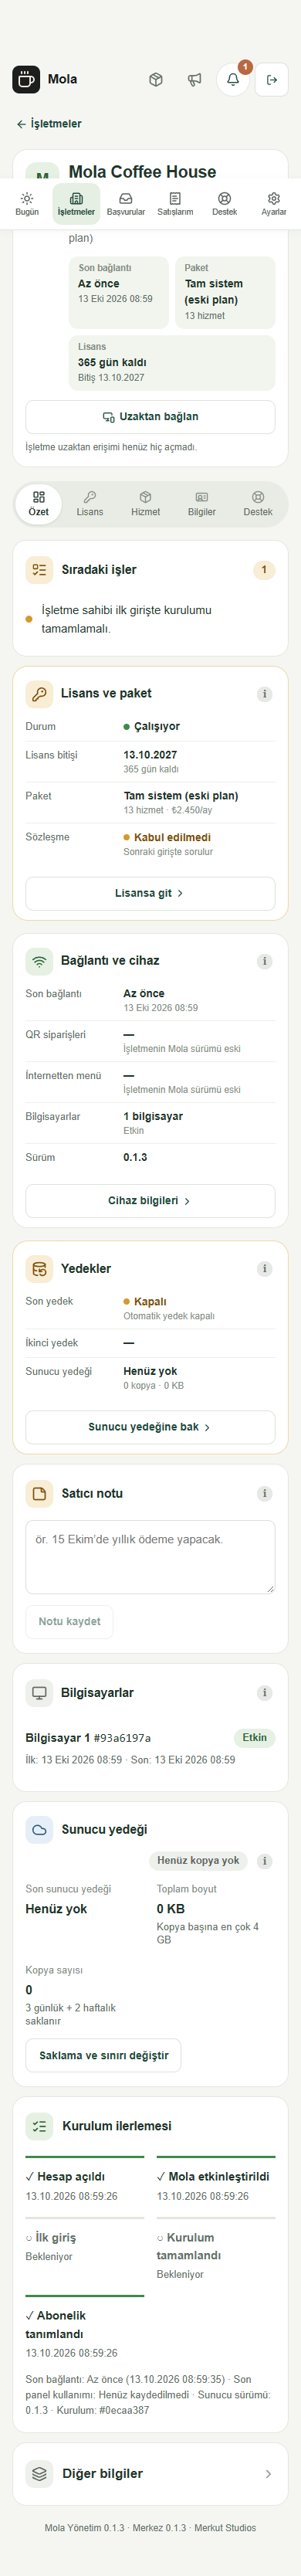 Mola
1
← İşletmeler
Mola Coffee House
Bugün
İşletmeler
Başvurular
Satışlarım
Destek
Ayarlar
plan)
Son bağlantı
Az önce
13 Eki 2026 08:59
Paket
Tam sistem
(eski plan)
13 hizmet
Lisans
365 gün kaldı
Bitiş 13.10.2027
Uzaktan bağlan
İşletme uzaktan erişimi henüz hiç açmadı.
Özet
Lisans
Hizmet
Bilgiler
Destek
Sıradaki işler
1
İşletme sahibi ilk girişte kurulumu
tamamlamalı.
Lisans ve paket
i
Durum
Çalışıyor
Lisans bitişi
13.10.2027
365 gün kaldı
Paket
Tam sistem (eski plan)
13 hizmet · ₺2.450/ay
Sözleşme
Kabul edilmedi
Sonraki girişte sorulur
Lisansa git >
Bağlantı ve cihaz
i
Son bağlantı
Az önce
13 Eki 2026 08:59
QR siparişleri
—
İşletmenin Mola sürümü eski
İnternetten menü
—
İşletmenin Mola sürümü eski
Bilgisayarlar
1 bilgisayar
Etkin
Sürüm
0.1.3
Cihaz bilgileri >
Yedekler
i
Son yedek
Kapalı
Otomatik yedek kapalı
İkinci yedek
—
Sunucu yedeği
Henüz yok
0 kopya · 0 KB
Sunucu yedeğine bak >
Satıcı notu
i
ör. 15 Ekim'de yıllık ödeme yapacak.
Notu kaydet
Bilgisayarlar
i
Bilgisayar 1 #93a6197a
Etkin
İlk: 13 Eki 2026 08:59 · Son: 13 Eki 2026 08:59
Sunucu yedeği
Henüz kopya yok
i
Son sunucu yedeği
Henüz yok
Toplam boyut
0 KB
Kopya başına en çok 4
GB
Kopya sayısı
0
3 günlük + 2 haftalık
saklanır
Saklama ve sınırı değiştir
Kurulum ilerlemesi
✓ Hesap açıldı
13.10.2026 08:59:26
✓ Mola etkinleştirildi
13.10.2026 08:59:26
○ İlk giriş
Bekleniyor
○ Kurulum
tamamlandı
Bekleniyor
✓ Abonelik
tanımlandı
13.10.2026 08:59:26
Son bağlantı: Az önce (13.10.2026 08:59:35) · Son
panel kullanımı: Henüz kaydedilmedi · Sunucu sürümü:
0.1.3 · Kurulum: #0ecaa387
Diğer bilgiler
Mola Yönetim 0.1.3 · Merkez 0.1.3 · Merkut Studios